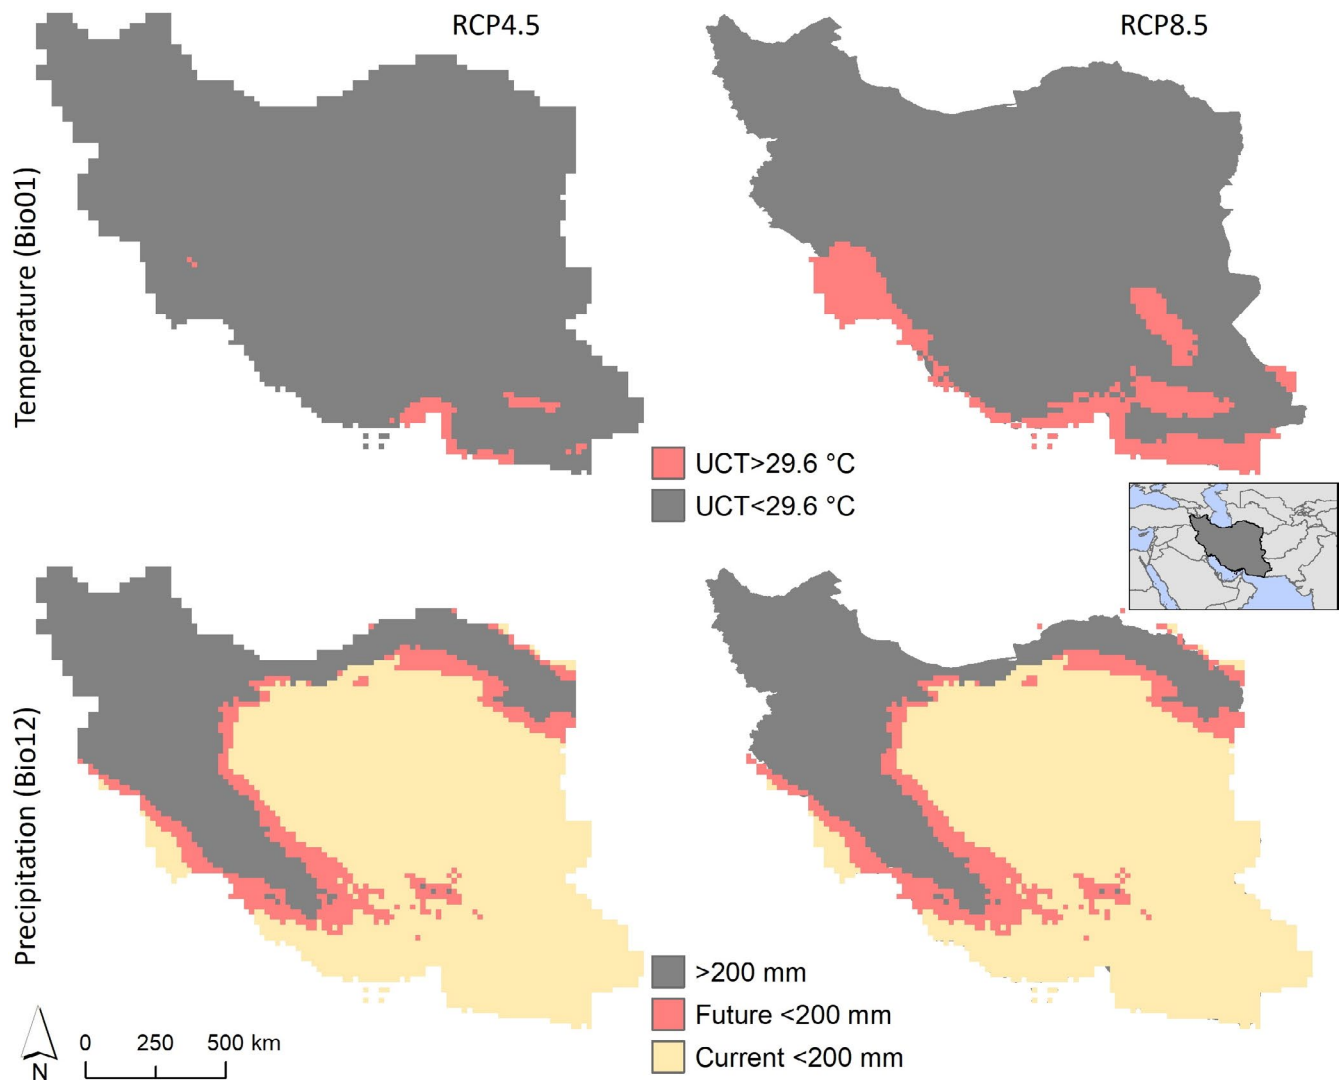 RCP4.5
RCP8.5
Temperature (Bio01)
UCT>29.6 °C
UCT<29.6 °C
Precipitation (Bio12)
>200 mm
Future <200 mm
Current <200 mm
N
0 250 500 km